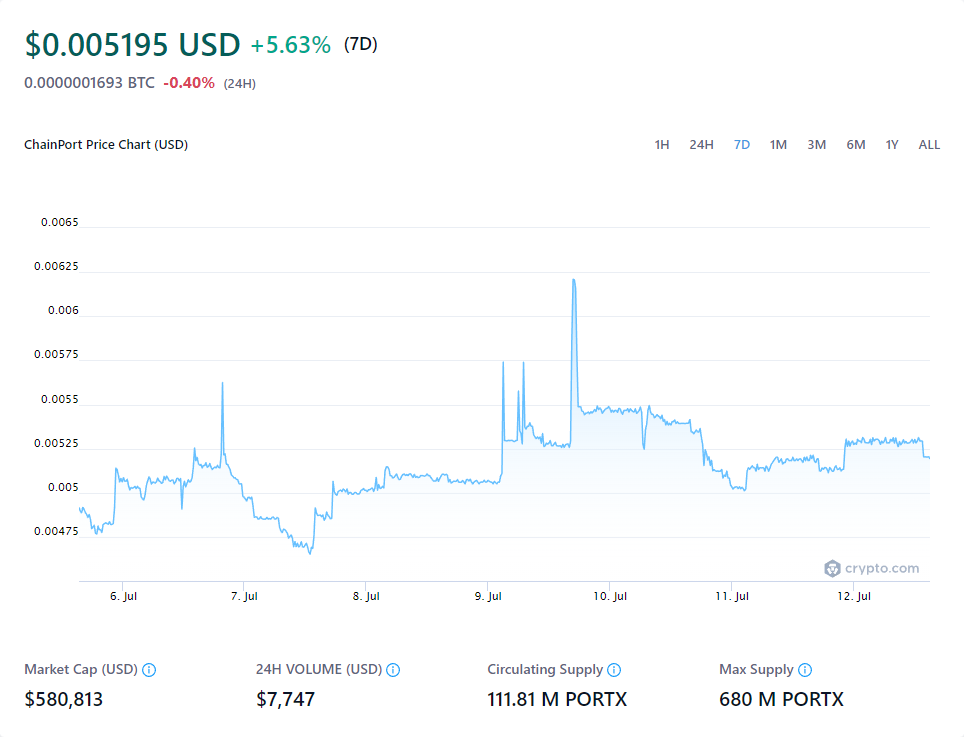 $0.005195 USD +5.63% (7D)
0.0000001693 BTC -0.40% (24H)
ChainPort Price Chart (USD) 1H 24H 7D 1M 3M 6M 1Y ALL
0.0065
0.00625
0.006
0.00575
0.0055
0.00525
0.005
0.00475
crypto.com
6. Jul 7. Jul 8. Jul 9. Jul 10. Jul 11. Jul 12. Jul
Market Cap (USD) 24H VOLUME (USD) Circulating Supply Max Supply
$580,813 $7,747 111.81 M PORTX 680 M PORTX